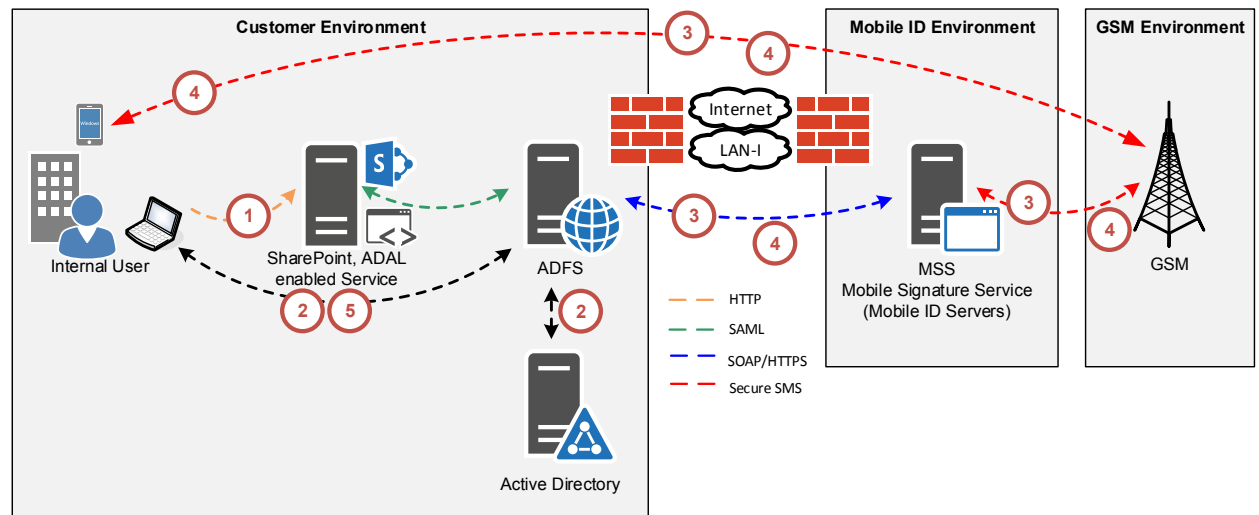 Customer Environment
Mobile ID Environment
GSM Environment
3
4
4
Windows
Internet
LAN-I
S
1
3
4
3
4
Internal User
SharePoint, ADAL
enabled Service
ADFS
MSS
Mobile Signature Service
(Mobile ID Servers)
GSM
2
5
2
HTTP
SAML
SOAP/HTTPS
Secure SMS
Active Directory